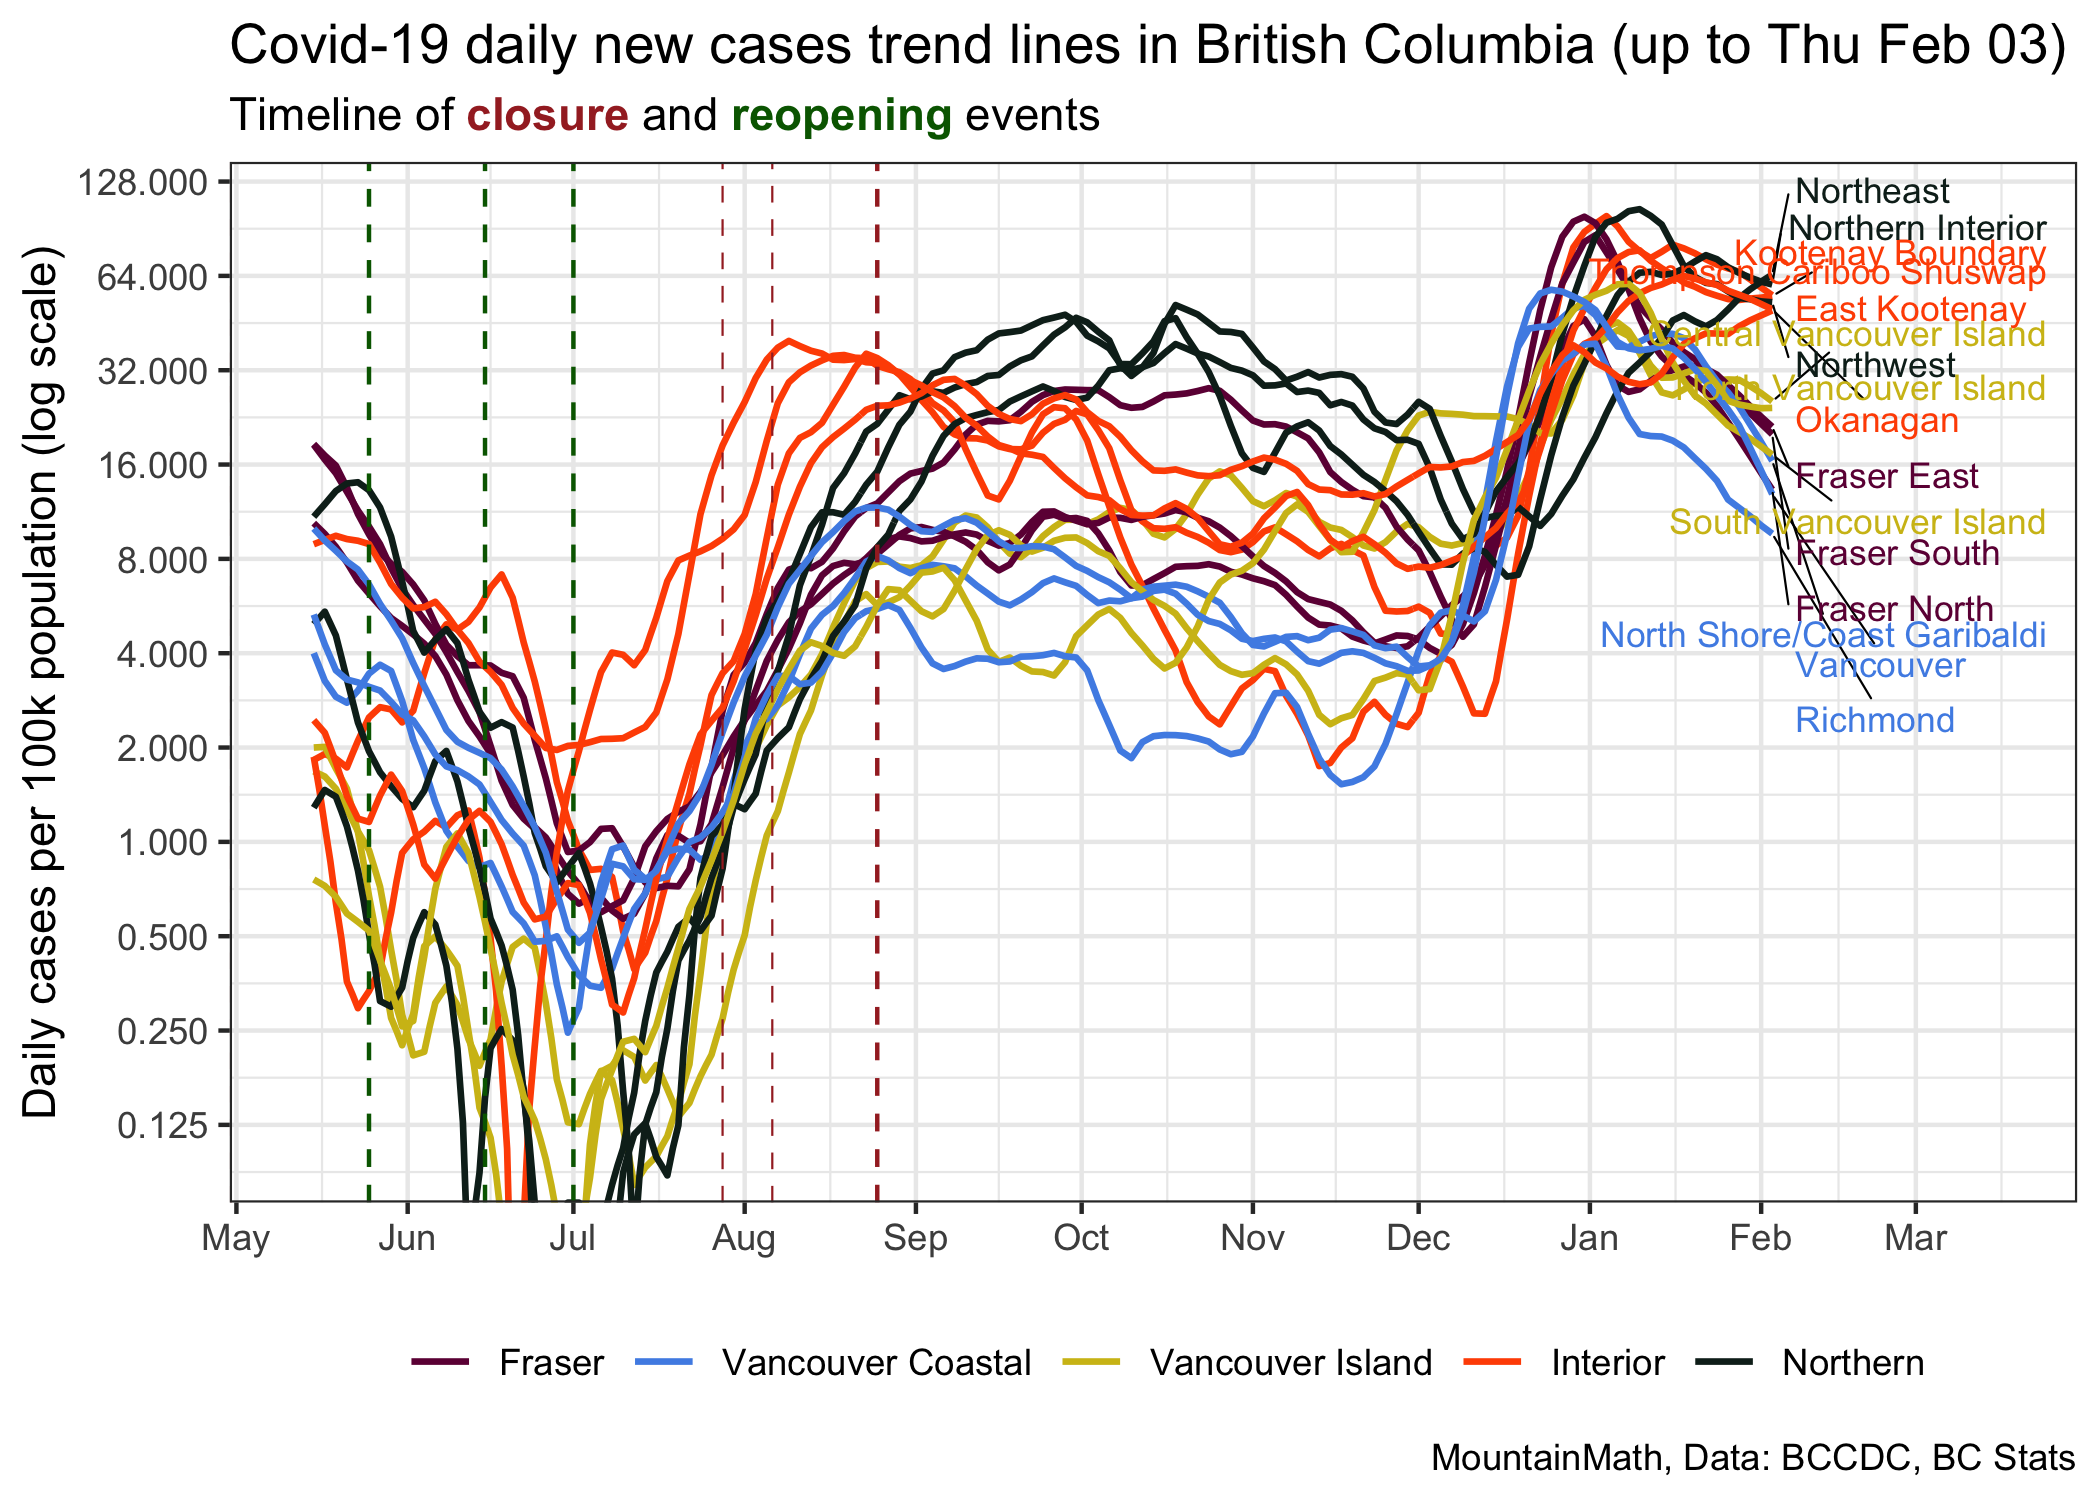 Covid-19 daily new cases trend lines in British Columbia (up to Thu Feb 03)
Timeline of closure and reopening events
Daily cases per 100k population (log scale)
128.000
64.000
32.000
16.000
8.000
4.000
2.000
1.000
0.500
0.250
0.125
Northeast
Northern Interior
Kootenay Boundary
Thompson Cariboo Shuswap
East Kootenay
Central Vancouver Island
Northwest
North Vancouver Island
Okanagan
Fraser East
South Vancouver Island
Fraser South
Fraser North
North Shore/Coast Garibaldi
Vancouver
Richmond
May Jun Jul Aug Sep Oct Nov Dec Jan Feb Mar
Fraser Vancouver Coastal Vancouver Island Interior Northern
MountainMath, Data: BCCDC, BC Stats